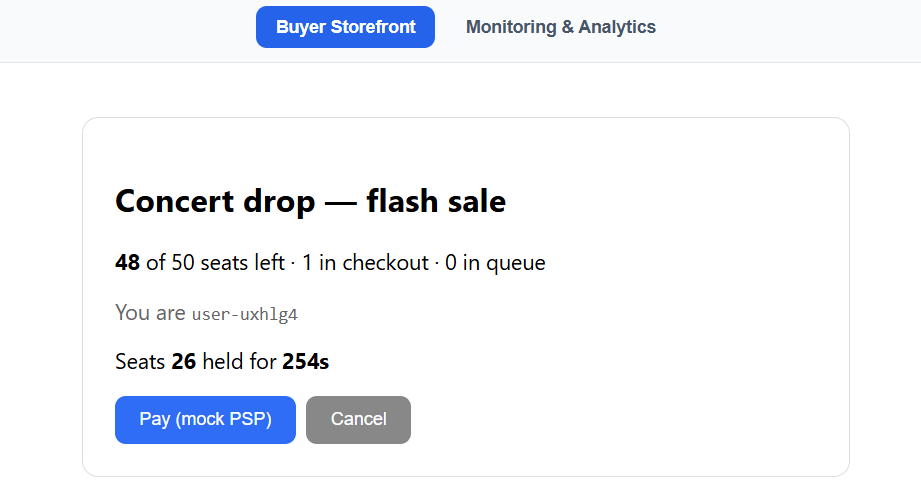 Buyer Storefront
Monitoring & Analytics
Concert drop — flash sale
48 of 50 seats left · 1 in checkout · 0 in queue
You are user-uxhlg4
Seats 26 held for 254s
Pay (mock PSP)
Cancel